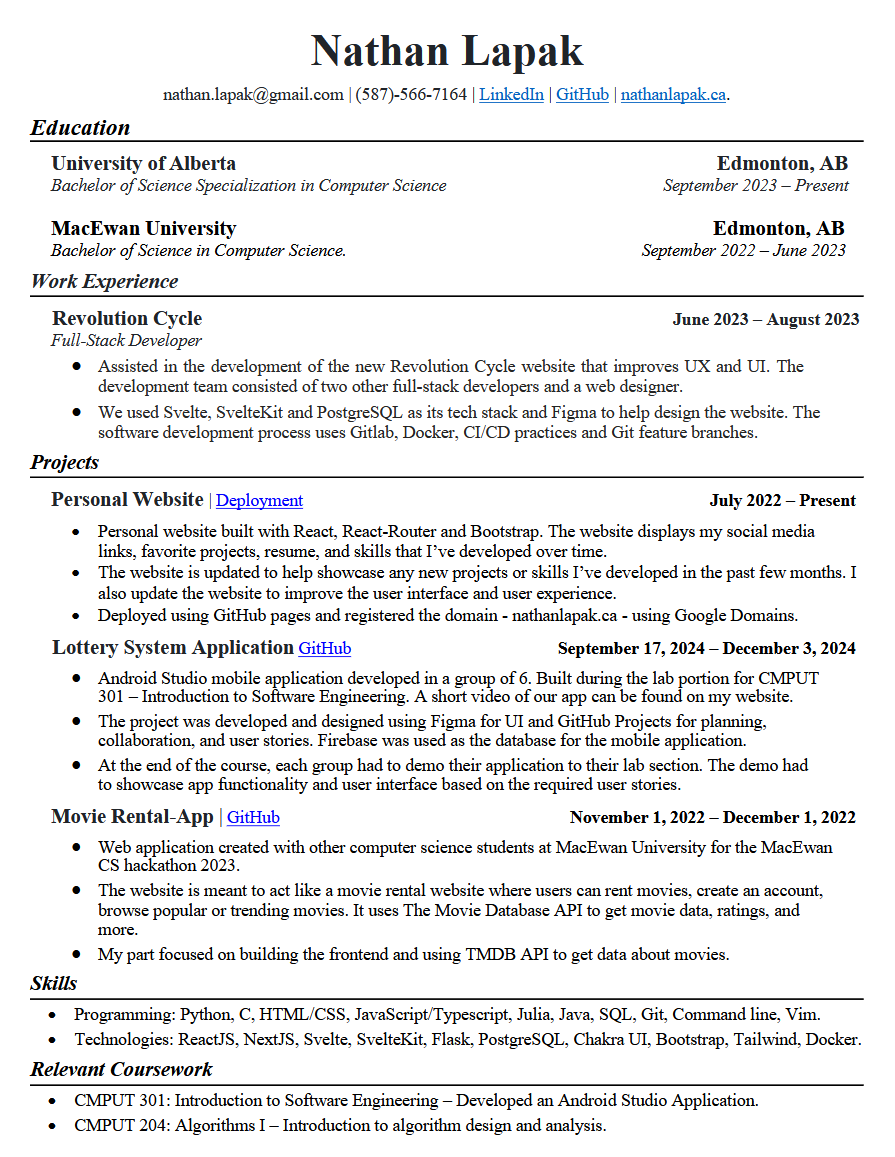 Nathan Lapak
nathan.lapak@gmail.com | (587)-566-7164 | LinkedIn | GitHub | nathanlapak.ca.
Education
University of Alberta Edmonton, AB
Bachelor of Science Specialization in Computer Science September 2023 – Present
MacEwan University Edmonton, AB
Bachelor of Science in Computer Science. September 2022 – June 2023
Work Experience
Revolution Cycle June 2023 – August 2023
Full-Stack Developer
● Assisted in the development of the new Revolution Cycle website that improves UX and UI. The
development team consisted of two other full-stack developers and a web designer.
● We used Svelte, SvelteKit and PostgreSQL as its tech stack and Figma to help design the website. The
software development process uses Gitlab, Docker, CI/CD practices and Git feature branches.
Projects
Personal Website | Deployment July 2022 – Present
• Personal website built with React, React-Router and Bootstrap. The website displays my social media
links, favorite projects, resume, and skills that I’ve developed over time.
• The website is updated to help showcase any new projects or skills I’ve developed in the past few months. I
also update the website to improve the user interface and user experience.
• Deployed using GitHub pages and registered the domain - nathanlapak.ca - using Google Domains.
Lottery System Application GitHub September 17, 2024 – December 3, 2024
● Android Studio mobile application developed in a group of 6. Built during the lab portion for CMPUT
301 – Introduction to Software Engineering. A short video of our app can be found on my website.
● The project was developed and designed using Figma for UI and GitHub Projects for planning,
collaboration, and user stories. Firebase was used as the database for the mobile application.
● At the end of the course, each group had to demo their application to their lab section. The demo had
to showcase app functionality and user interface based on the required user stories.
Movie Rental-App | GitHub November 1, 2022 – December 1, 2022
● Web application created with other computer science students at MacEwan University for the MacEwan
CS hackathon 2023.
● The website is meant to act like a movie rental website where users can rent movies, create an account,
browse popular or trending movies. It uses The Movie Database API to get movie data, ratings, and
more.
● My part focused on building the frontend and using TMDB API to get data about movies.
Skills
• Programming: Python, C, HTML/CSS, JavaScript/Typescript, Julia, Java, SQL, Git, Command line, Vim.
• Technologies: ReactJS, NextJS, Svelte, SvelteKit, Flask, PostgreSQL, Chakra UI, Bootstrap, Tailwind, Docker.
Relevant Coursework
• CMPUT 301: Introduction to Software Engineering – Developed an Android Studio Application.
• CMPUT 204: Algorithms I – Introduction to algorithm design and analysis.